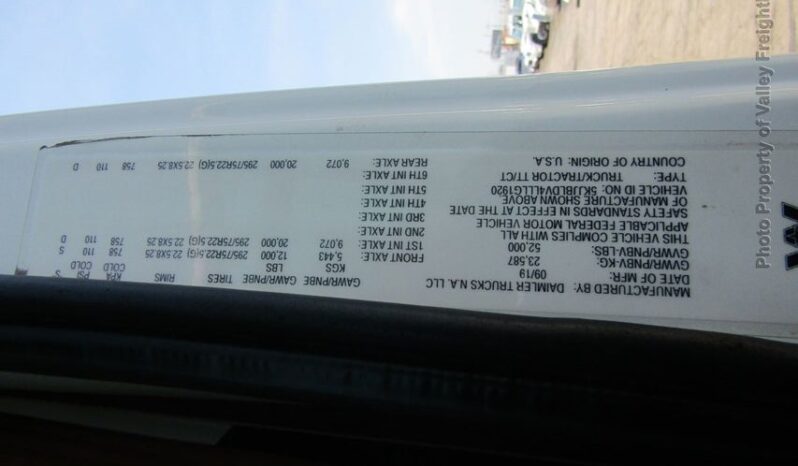 MANUFACTURED BY: DAIMLER TRUCKS N.A. LLC
DATE OF MFR: 09/19
GVWR/PNBV-KG: 23,587
GVWR/PNBV-LBS: 52,000
THIS VEHICLE COMPLIES WITH ALL
APPLICABLE FEDERAL MOTOR VEHICLE
SAFETY STANDARDS IN EFFECT AT THE DATE
OF MANUFACTURE SHOWN ABOVE
VEHICLE ID NO:
TYPE: TRUCK/TRACTOR TT/CT
COUNTRY OF ORIGIN: U.S.A.
GAWR/PNBE GAWR/PNBE TIRES RIMS KPA PSI S
KGS LBS COLD COLD
FRONT AXLE: 5,443 12,000 295/75R22.5(G) 22.5X8.25 758 110 S
1ST INT AXLE: 9,072 20,000 295/75R22.5(G) 22.5X8.25 758 110 D
2ND INT AXLE:
3RD INT AXLE:
4TH INT AXLE:
5TH INT AXLE:
6TH INT AXLE:
REAR AXLE: 9,072 20,000 295/75R22.5(G) 22.5X8.25 758 110 D
W
Photo Property of Valley Freightl